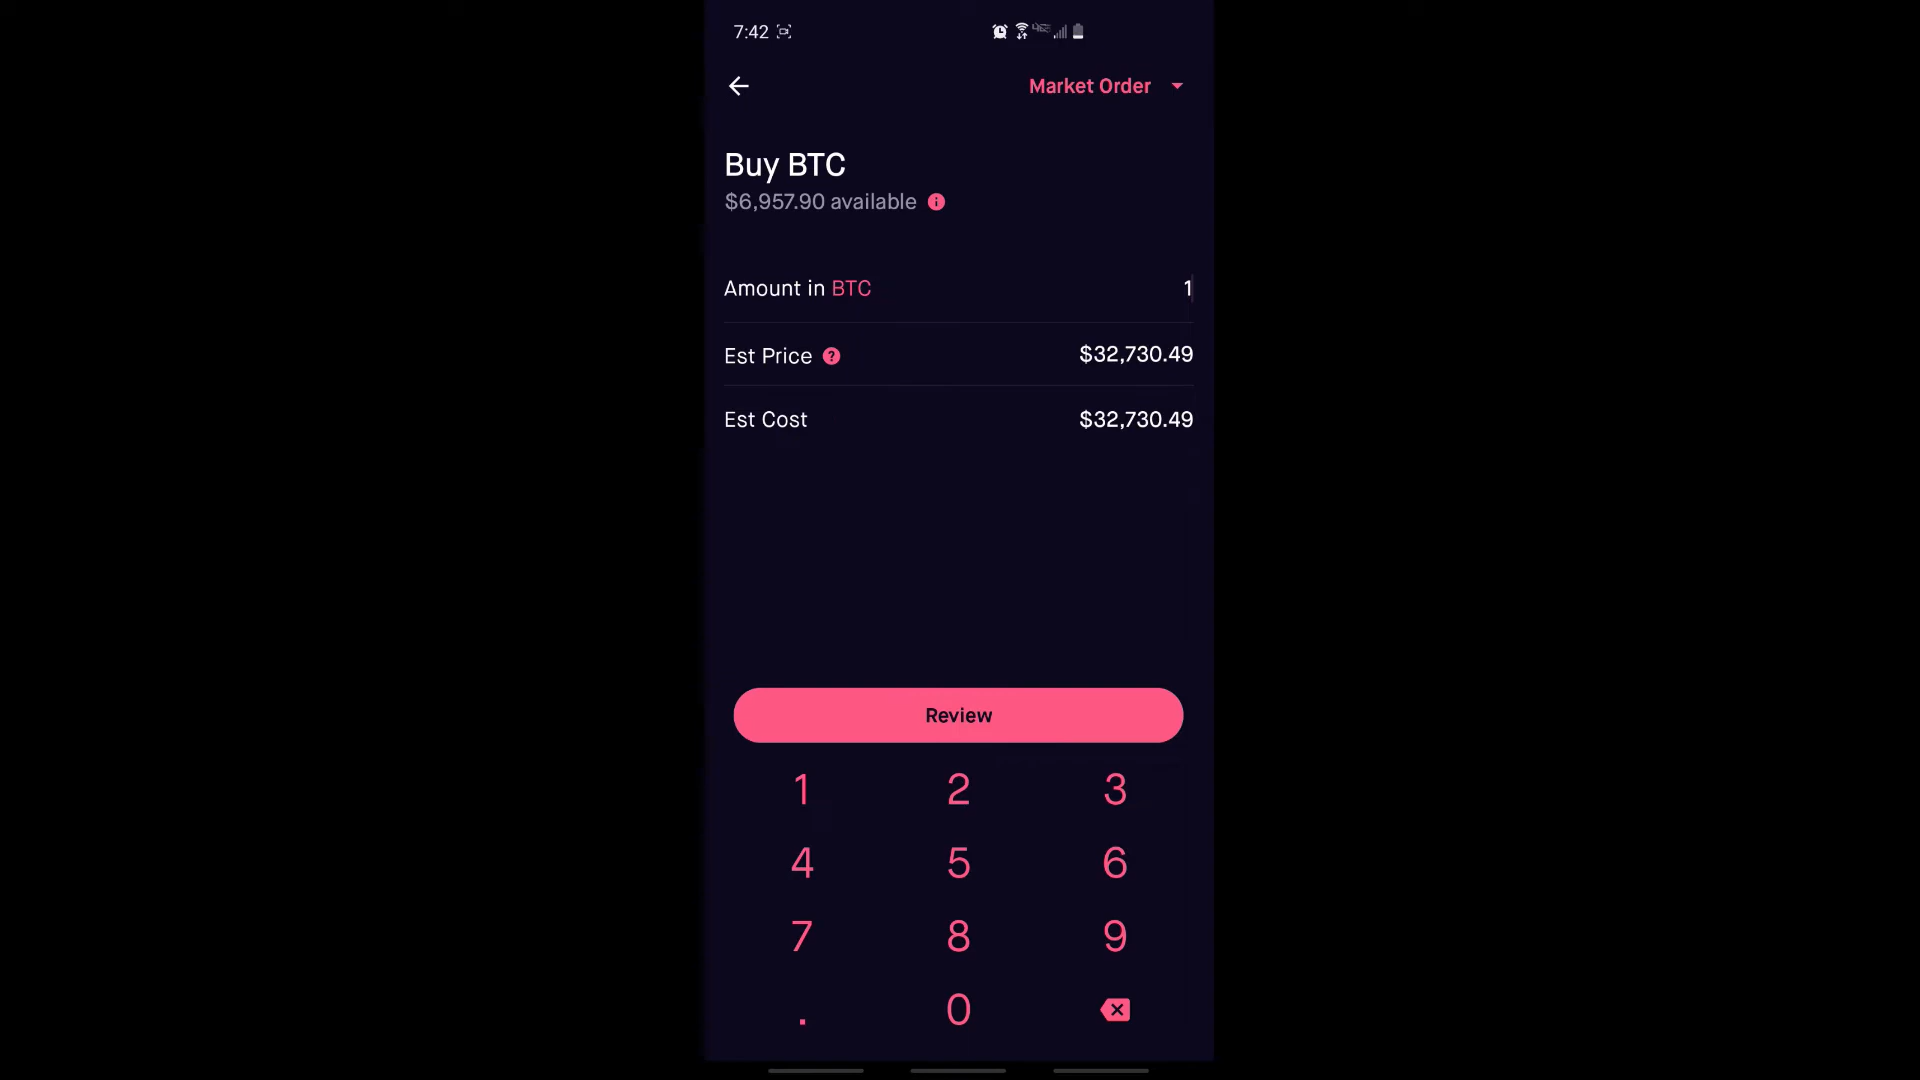 7:42
Market Order
Buy BTC
$6,957.90 available
Amount in BTC 1
Est Price $32,730.49
Est Cost $32,730.49
Review
1 2 3
4 5 6
7 8 9
. 0